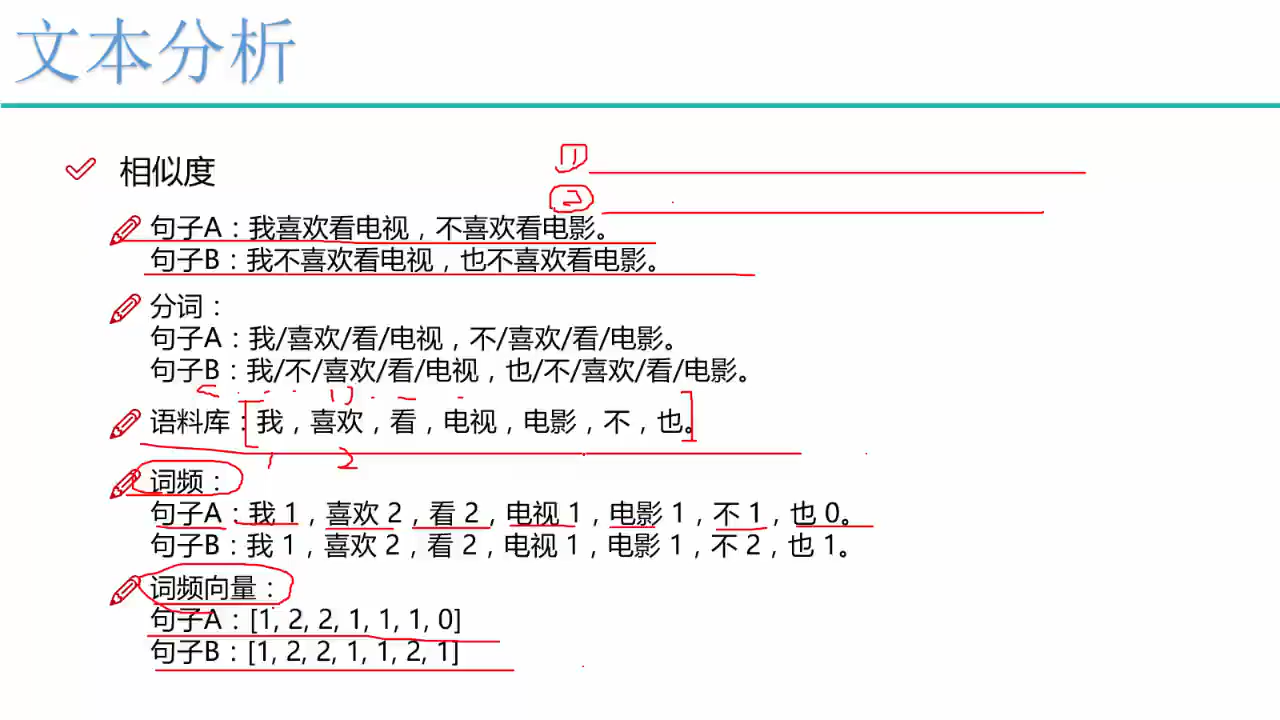 文本分析
相似度
①
②
句子A：我喜欢看电视，不喜欢看电影。
句子B：我不喜欢看电视，也不喜欢看电影。
分词：
句子A：我/喜欢/看/电视，不/喜欢/看/电影。
句子B：我/不/喜欢/看/电视，也/不/喜欢/看/电影。
语料库：我，喜欢，看，电视，电影，不，也。
1 2
词频：
句子A：我 1，喜欢 2，看 2，电视 1，电影 1，不 1，也 0。
句子B：我 1，喜欢 2，看 2，电视 1，电影 1，不 2，也 1。
词频向量：
句子A：[1, 2, 2, 1, 1, 1, 0]
句子B：[1, 2, 2, 1, 1, 2, 1]